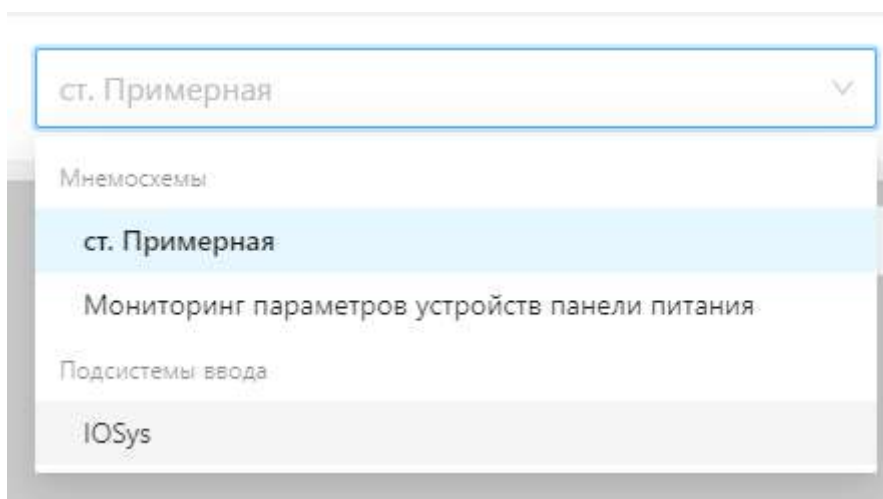 ст. Примерная
Мнемосхемы
ст. Примерная
Мониторинг параметров устройств панели питания
Подсистемы ввода
IOSys